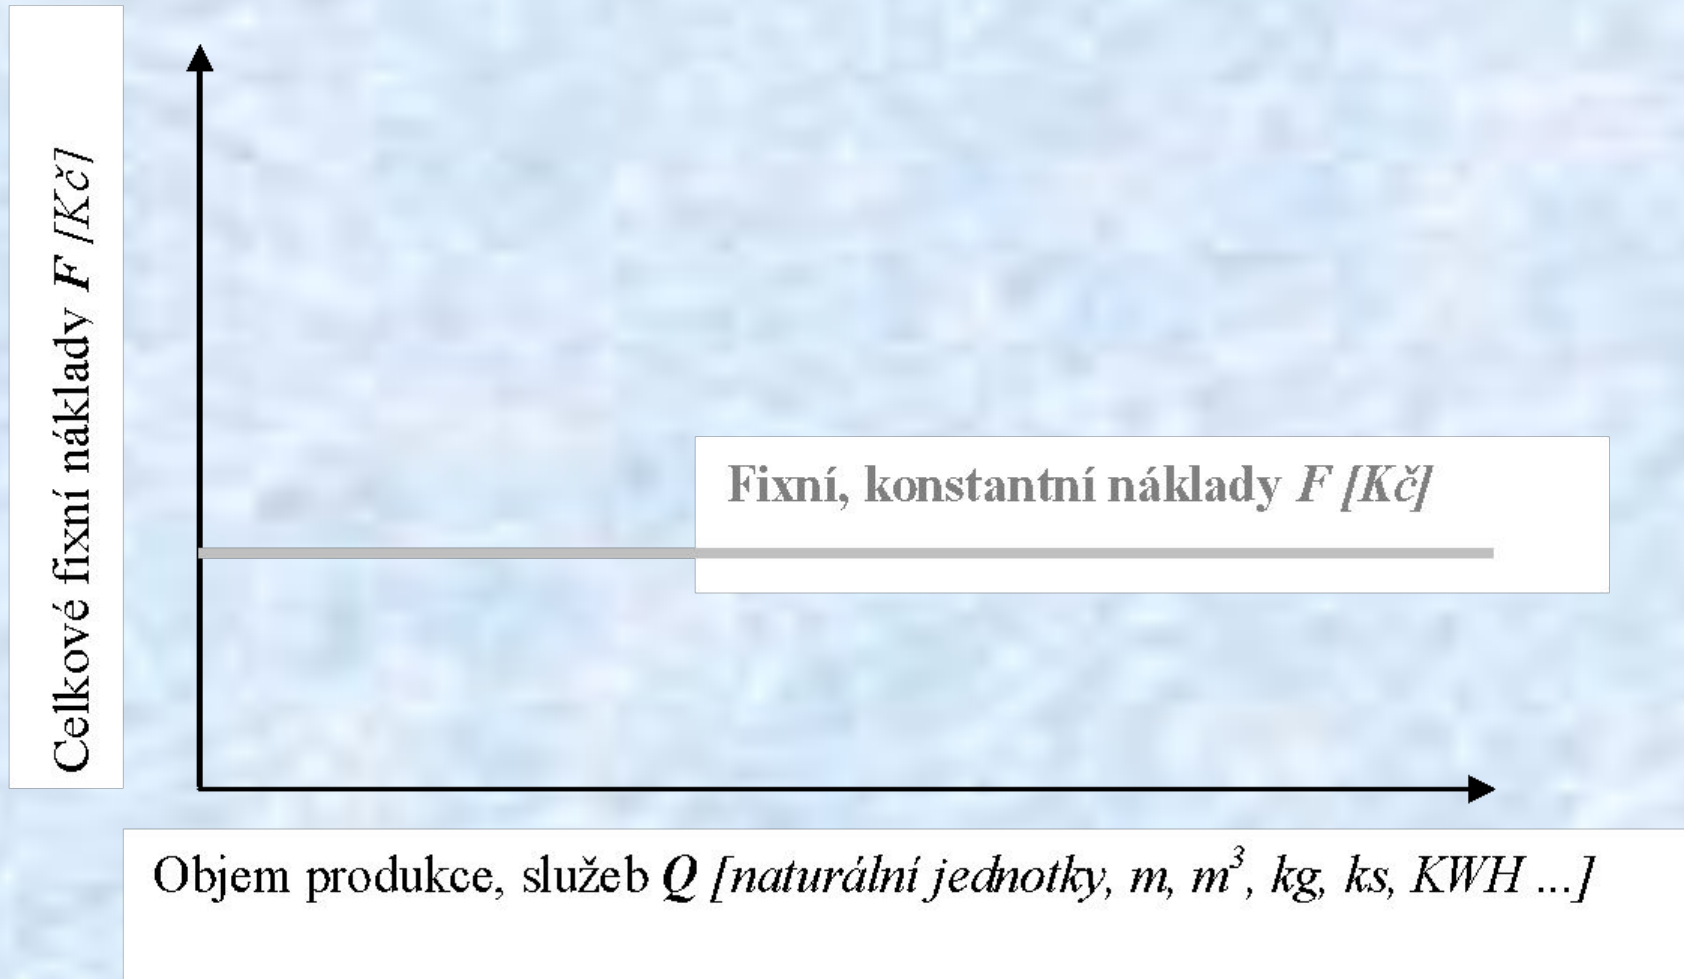 Celkové fixní náklady F [Kč]
Fixní, konstantní náklady F [Kč]
Objem produkce, služeb Q [naturální jednotky, m, m³, kg, ks, KWH ...]